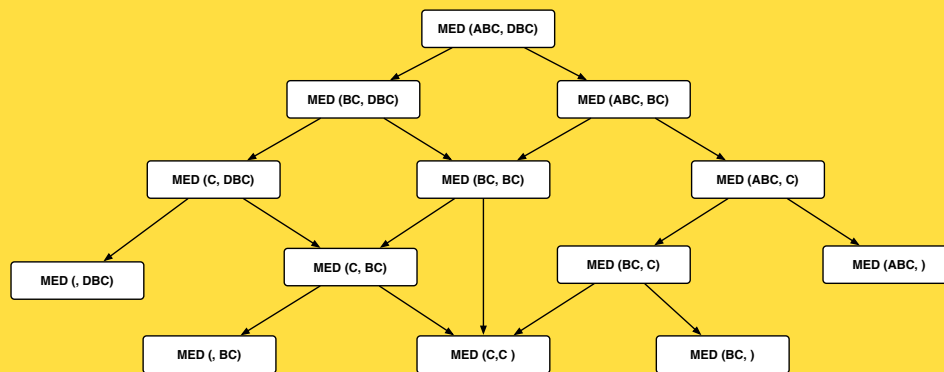 MED (ABC, DBC)
MED (BC, DBC)
MED (ABC, BC)
MED (C, DBC)
MED (BC, BC)
MED (ABC, C)
MED (, DBC)
MED (C, BC)
MED (BC, C)
MED (ABC, )
MED (, BC)
MED (C,C )
MED (BC, )